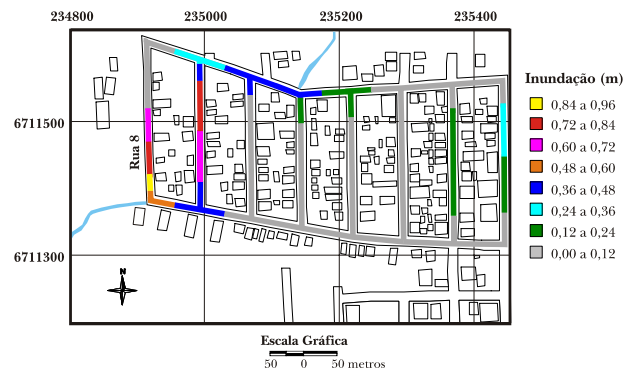 234800 235000 235200 235400
6711500
6711300
Rua 8
N
Inundação (m)
0,84 a 0,96
0,72 a 0,84
0,60 a 0,72
0,48 a 0,60
0,36 a 0,48
0,24 a 0,36
0,12 a 0,24
0,00 a 0,12
Escala Gráfica
50 0 50 metros